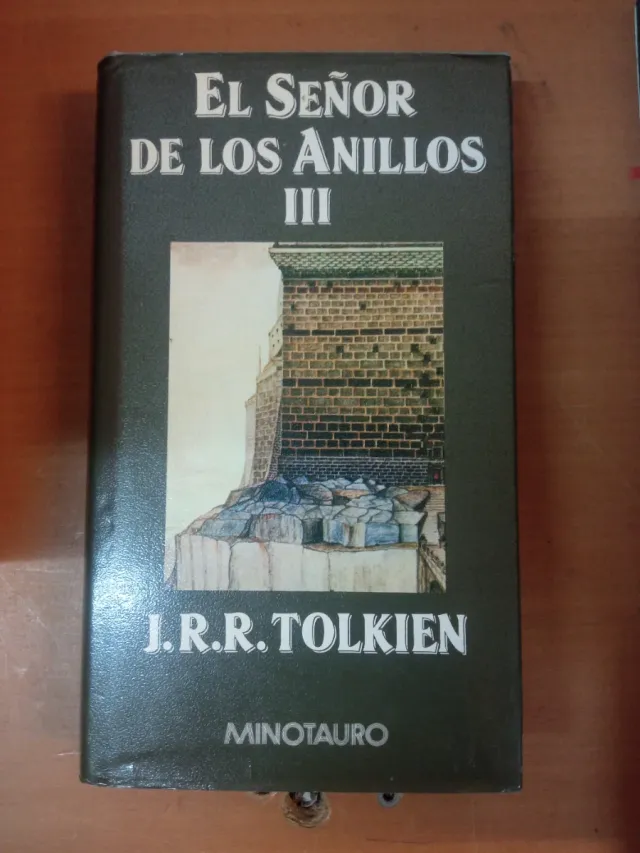 EL SEÑOR
DE LOS ANILLOS
III
J.R.R. TOLKIEN
MINOTAURO